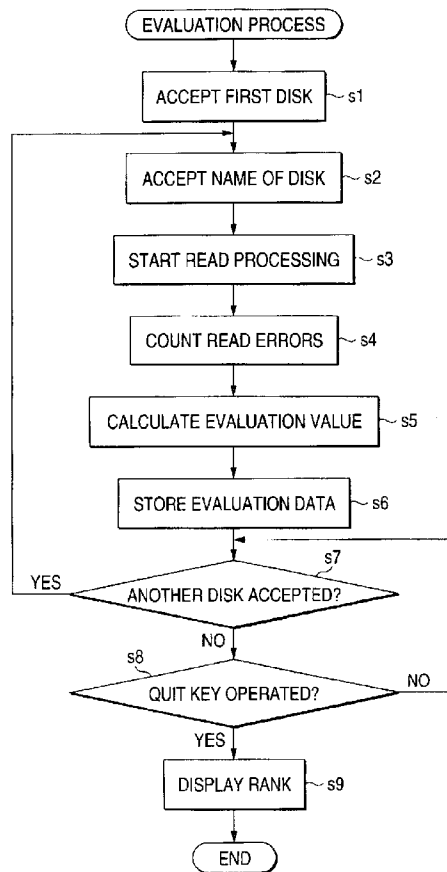 EVALUATION PROCESS
ACCEPT FIRST DISK
s1
ACCEPT NAME OF DISK
s2
START READ PROCESSING
s3
COUNT READ ERRORS
s4
CALCULATE EVALUATION VALUE
s5
STORE EVALUATION DATA
s6
s7
YES
ANOTHER DISK ACCEPTED?
NO
s8
QUIT KEY OPERATED?
NO
YES
DISPLAY RANK
s9
END